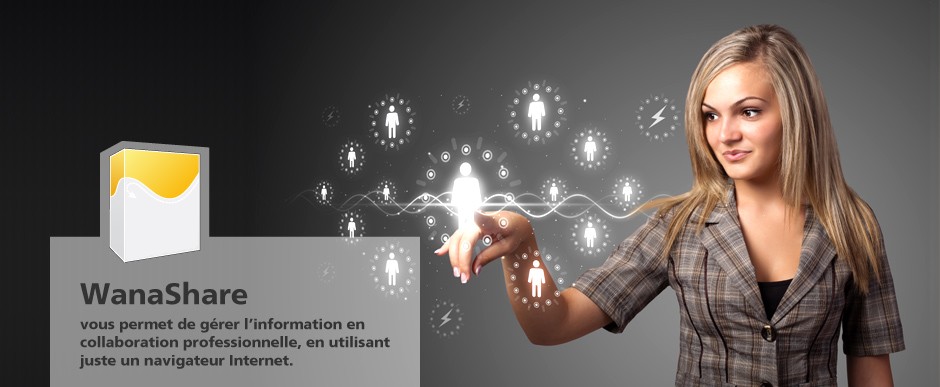 WanaShare
vous permet de gérer l’information en
collaboration professionnelle, en utilisant
juste un navigateur Internet.